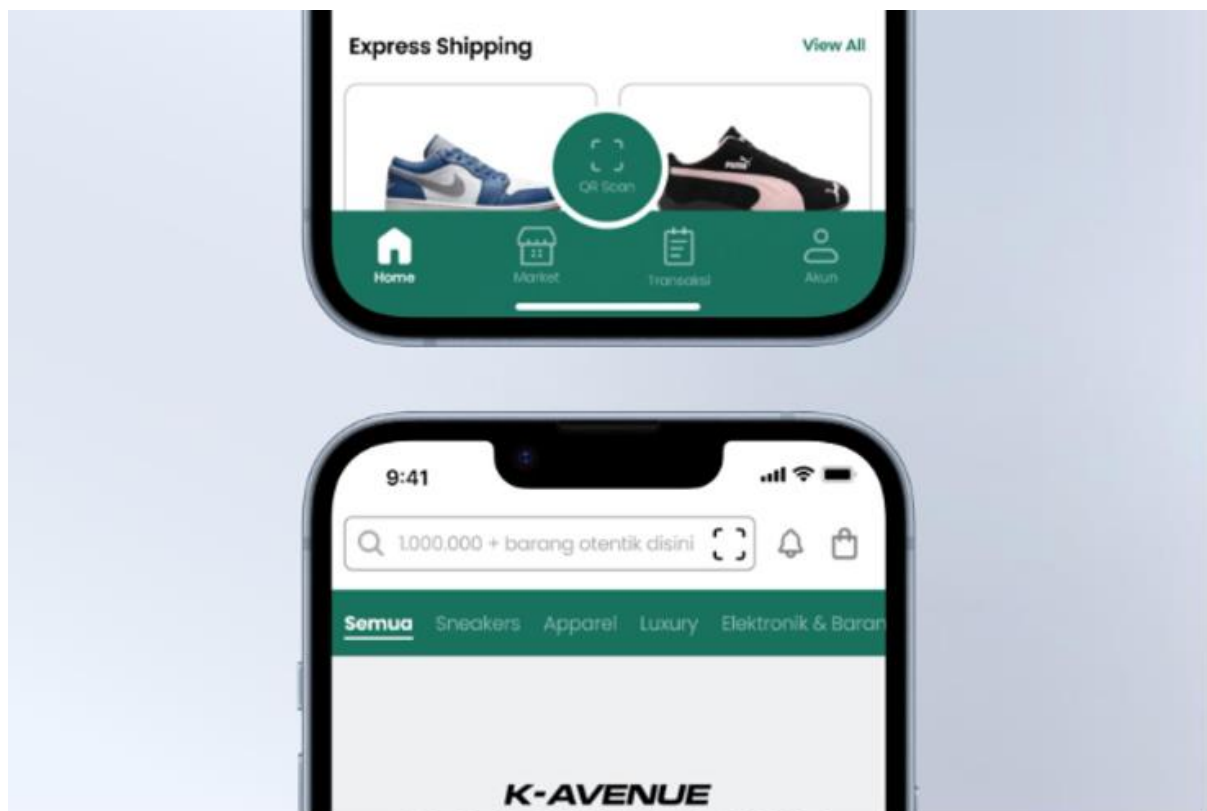 Express Shipping View All
PUMA
QR Scan
Home Market Transaksi Akun
9:41
1.000.000 + barang otentik disini
Semua Sneakers Apparel Luxury Elektronik & Baran
K-AVENUE